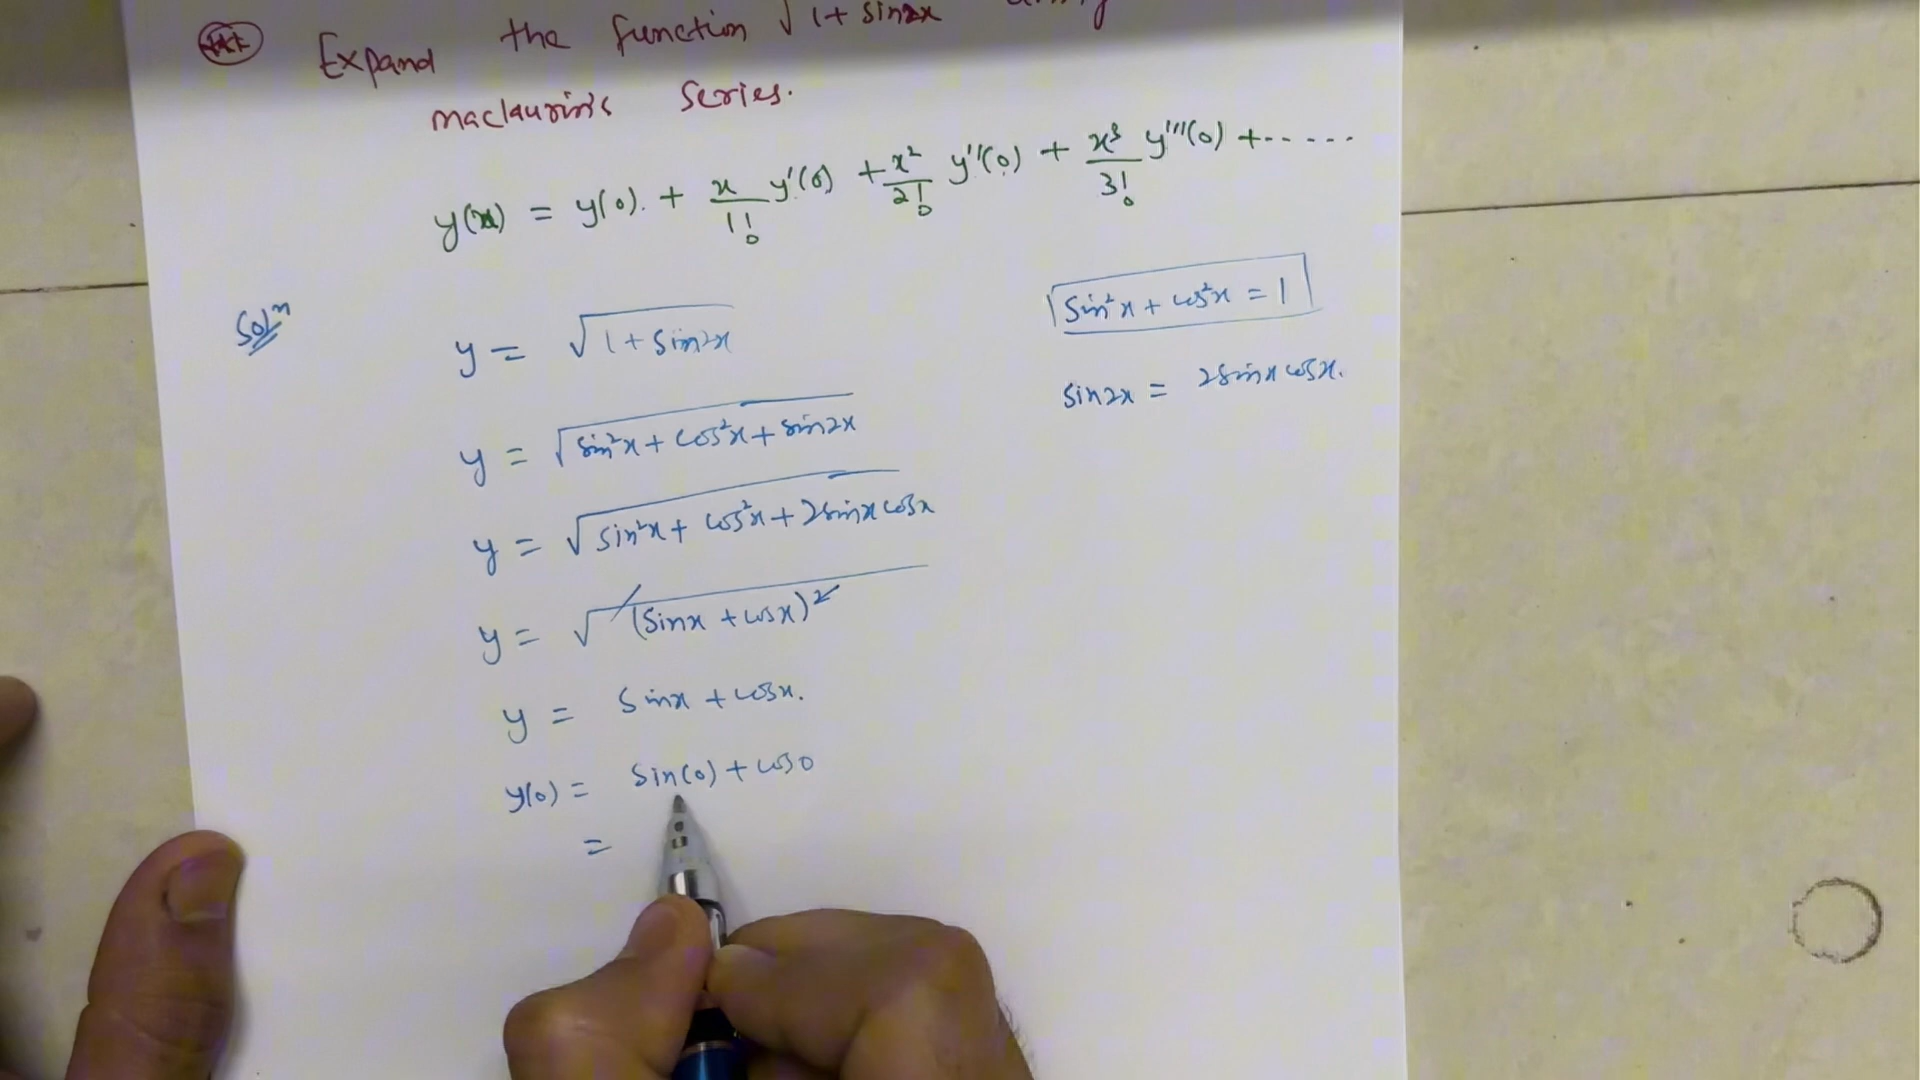 Expand the function √1+ sin2x
maclaurin's series.
y(x) = y(0). + x/1! y'(0) + x²/2! y''(0) + x³/3! y'''(0) +------
Solⁿ
y = √1+ sin2x
sin²x + cos²x = 1
y = √sin²x + cos²x + sin2x
sin2x = 2sinx cosx.
y = √sin²x + cos²x + 2sinx cosx
y = √(sinx + cosx)²
y = sinx + cosx.
y(0) = sin(0) + cos0
=